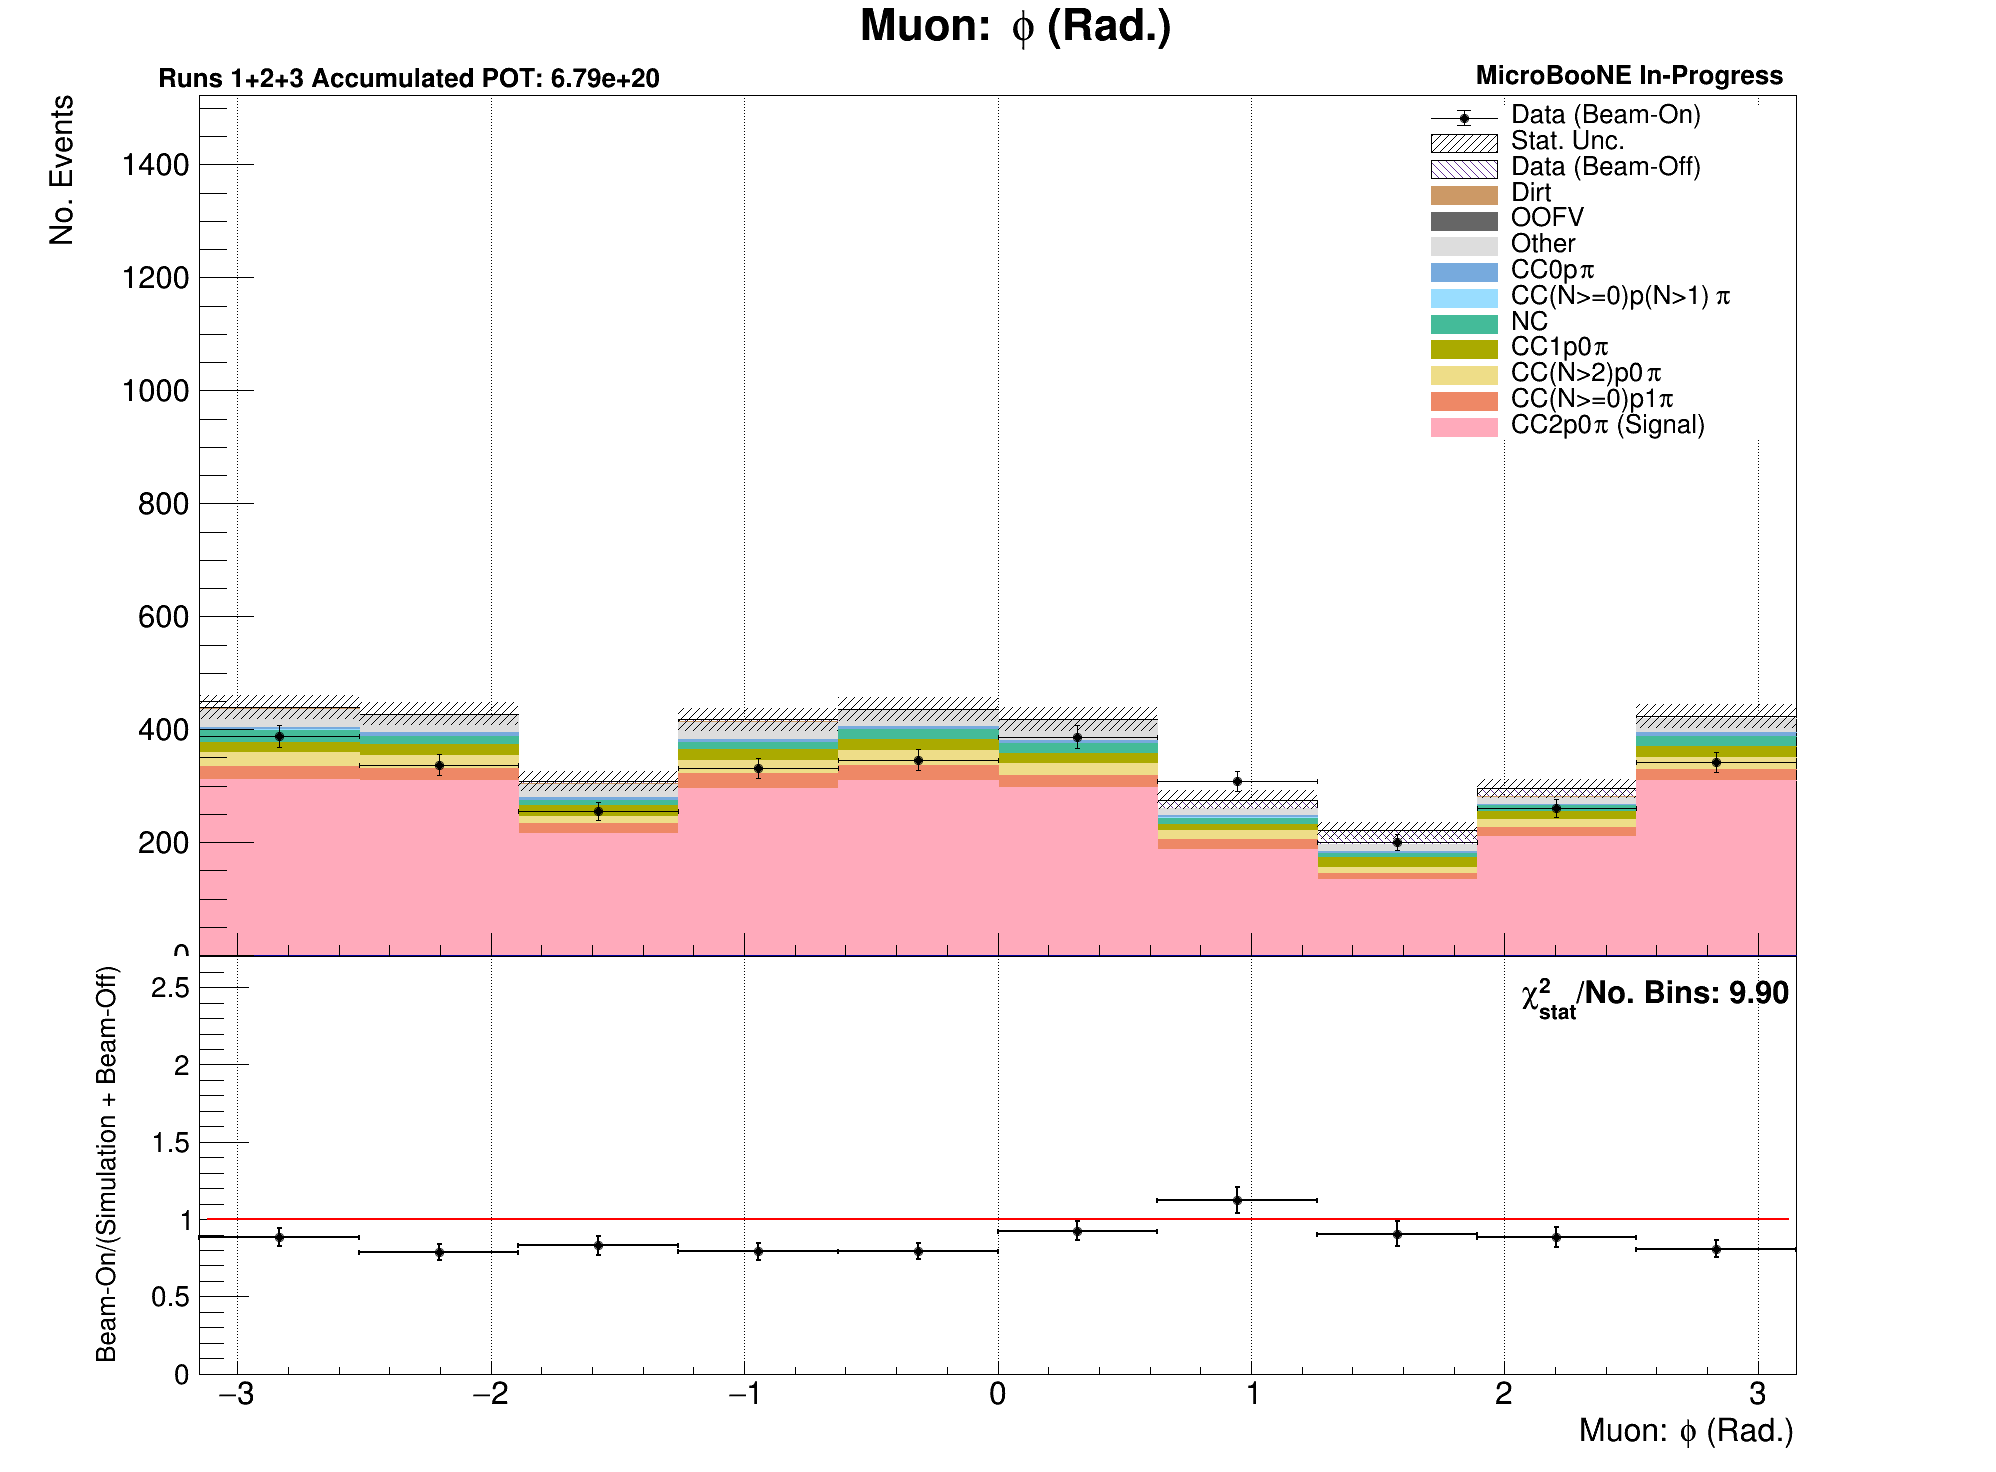 Muon: ϕ (Rad.)
Runs 1+2+3 Accumulated POT: 6.79e+20
MicroBooNE In-Progress
No. Events
1400
1200
1000
800
600
400
200
0
Data (Beam-On)
Stat. Unc.
Data (Beam-Off)
Dirt
OOFV
Other
CC0pπ
CC(N>=0)p(N>1) π
NC
CC1p0π
CC(N>2)p0π
CC(N>=0)p1π
CC2p0π (Signal)
Beam-On/(Simulation + Beam-Off)
2.5
2
1.5
1
0.5
0
χ²stat/No. Bins: 9.90
−3 −2 −1 0 1 2 3
Muon: ϕ (Rad.)